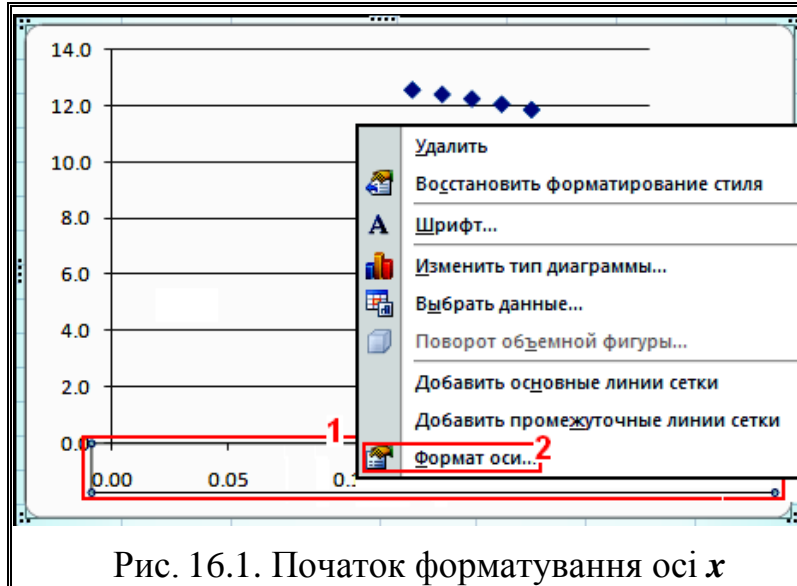 14.0
12.0
10.0
8.0
6.0
4.0
2.0
0.0
0.00 0.05 0.1
Удалить
Восстановить форматирование стиля
Шрифт...
Изменить тип диаграммы...
Выбрать данные...
Поворот объемной фигуры...
Добавить основные линии сетки
Добавить промежуточные линии сетки
Формат оси...
1
2
Рис. 16.1. Початок форматування осі x